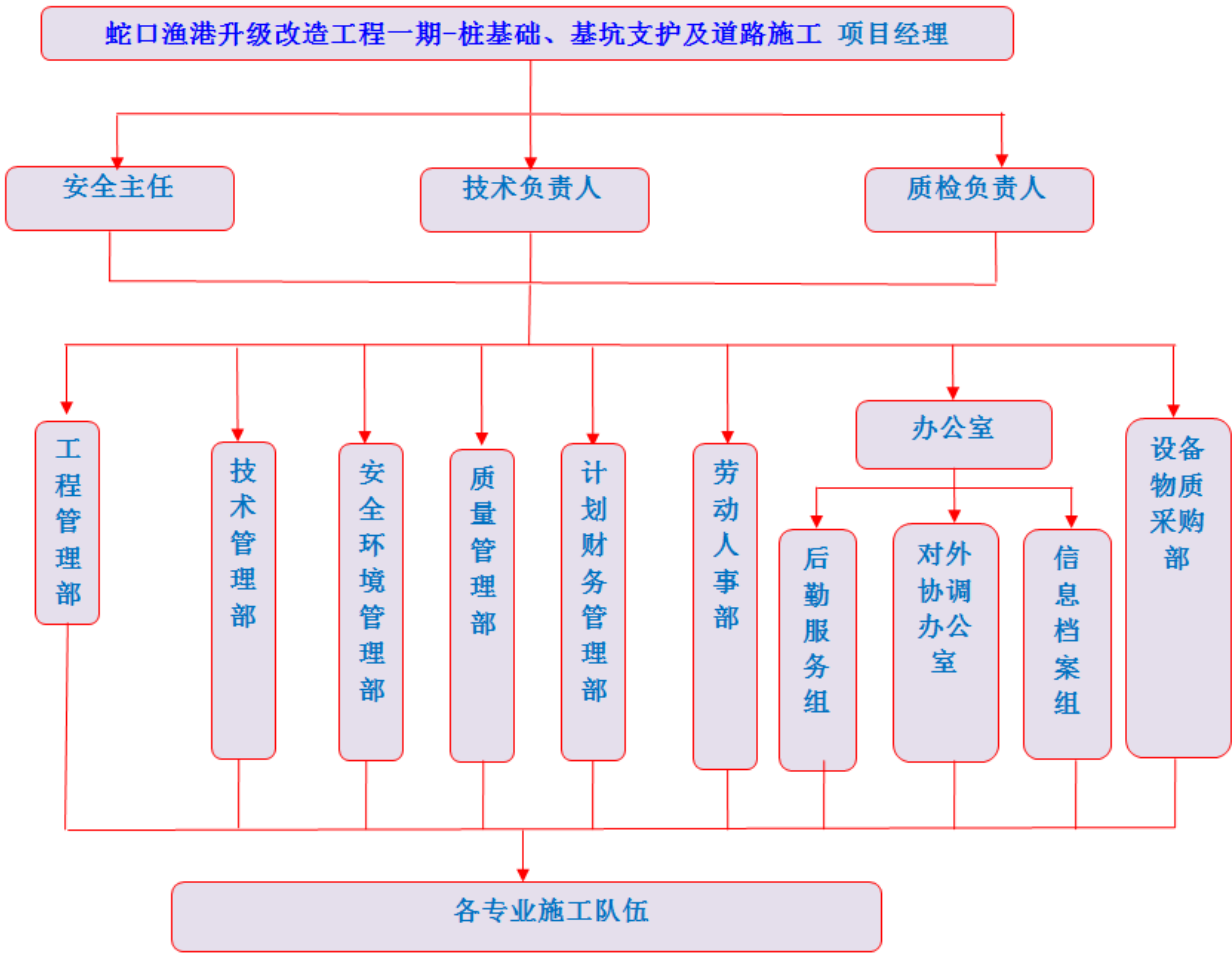 蛇口渔港升级改造工程一期-桩基础、基坑支护及道路施工 项目经理
安全主任
技术负责人
质检负责人
工程管理部
技术管理部
安全环境管理部
质量管理部
计划财务管理部
劳动人事部
办公室
后勤服务组
对外
协调
办公
室
信息档案组
设备
物质
采购
部
各专业施工队伍